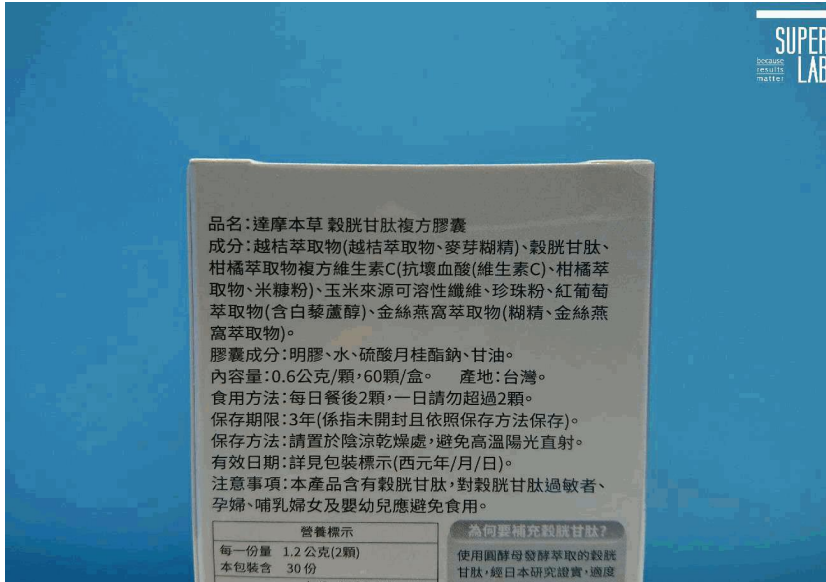 SUPER
LAB
because
results
matter
品名：達摩本草 穀胱甘肽複方膠囊
成分：越桔萃取物(越桔萃取物、麥芽糊精)、穀胱甘肽、
柑橘萃取物複方維生素C(抗壞血酸(維生素C)、柑橘萃
取物、米糠粉)、玉米來源可溶性纖維、珍珠粉、紅葡萄
萃取物(含白藜蘆醇)、金絲燕窩萃取物(糊精、金絲燕
窩萃取物)。
膠囊成分：明膠、水、硫酸月桂酯鈉、甘油。
內容量：0.6公克/顆，60顆/盒。 產地：台灣。
食用方法：每日餐後2顆，一日請勿超過2顆。
保存期限：3年(係指未開封且依照保存方法保存)。
保存方法：請置於陰涼乾燥處，避免高溫陽光直射。
有效日期：詳見包裝標示(西元年/月/日)。
注意事項：本產品含有穀胱甘肽，對穀胱甘肽過敏者、
孕婦、哺乳婦女及嬰幼兒應避免食用。
營養標示
每一份量 1.2 公克(2顆)
本包裝含 30 份
為何要補充穀胱甘肽?
使用圓酵母發酵萃取的穀胱
甘肽，經日本研究證實，適度